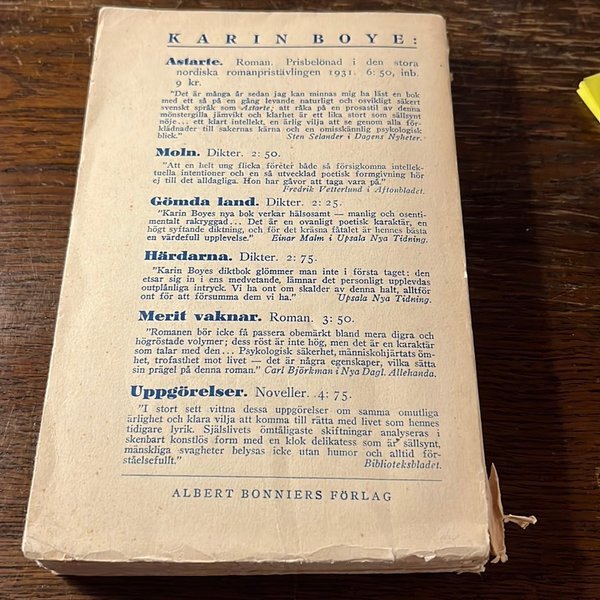 KARIN BOYE:
Astarte. Roman. Prisbelönad i den stora
nordiska romanpristävlingen 1931. 6:50, inb.
9 kr.
"Det är många år sedan jag kan minnas mig ha läst en bok
med ett så på en gång levande naturligt och osvikligt säkert
svenskt språk som Astarte; att råka på en prosastil av denna
mönstergilla jämvikt och klarhet är ett lika stort som sällsynt
nöje... ett klart intellekt, en ärlig vilja att se genom alla för-
klädnader till sakernas kärna och en omisskännlig psykologisk
blick." Sten Selander i Dagens Nyheter.
Moln. Dikter. 2:50.
"Att en helt ung flicka förétér både så försigkomna intellek-
tuella intentioner och en så utvecklad poetisk formgivning hör
ej till det alldagliga. Hon har gåvor att taga vara på."
Fredrik Vetterlund i Aftonbladet.
Gömda land. Dikter. 2:25.
"Karin Boyes nya bok verkar hälsosamt — manlig och osenti-
mentalt rakryggad... Det är en ovanligt poetisk karaktär, en
högt syftande diktning, och för det kräsna fåtalet är hennes bästa
en värdefull upplevelse." Einar Malm i Upsala Nya Tidning.
Härdarna. Dikter. 2:75.
"Karin Boyes diktbok glömmer man inte i första taget: den
etsar sig in i ens medvetande, lämnar det personligt upplevdas
outplånliga intryck. Vi ha ont om skalder av denna halt, alltför
ont för att försumma dem vi ha." Upsala Nya Tidning.
Merit vaknar. Roman. 3:50.
"Romanen bör icke få passera obemärkt bland mera digra och
högröstade volymer; dess röst är inte hög, men det är en karaktär
som talar med den... Psykologisk säkerhet, människohjärtats öm-
het, trofasthet mot livet — det är några egenskaper, vilka sätta
sin prägel på denna roman." Carl Björkman i Nya Dagl. Allehanda.
Uppgörelser. Noveller. 4:75.
"I stort sett vittna dessa uppgörelser om samma omutliga
ärlighet och klara vilja att komma till rätta med livet som hennes
tidigare lyrik. Själslivets ömtåligaste skiftningar analyseras i
skenbart konstlös form med en klok delikatess som är sällsynt,
mänskliga svagheter belysas icke utan humor och alltid för-
ståelsefullt." Biblioteksbladet.
ALBERT BONNIERS FÖRLAG